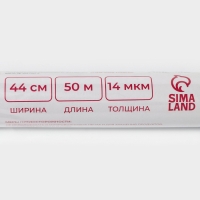 44 см 50 м 14 мкм
ШИРИНА ДЛИНА ТОЛЩИНА
SIMA
LAND